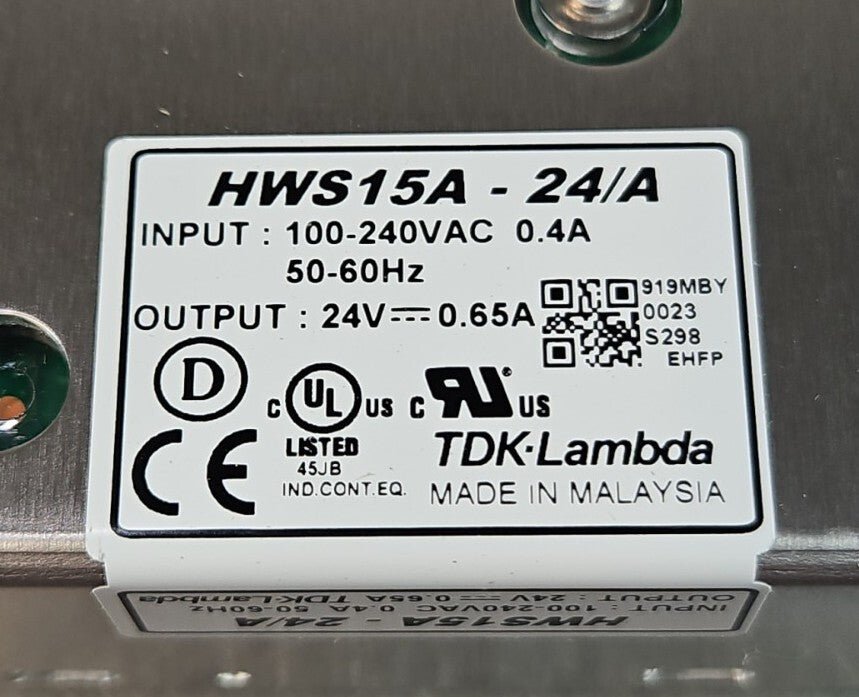 HWS15A - 24/A
INPUT : 100-240VAC 0.4A
50-60Hz
OUTPUT : 24V⎓0.65A
919MBY
0023
S298
EHFP
D
C UL US
LISTED
45JB
IND.CONT.EQ.
C RU US
CE
TDK·Lambda
MADE IN MALAYSIA
OUTPUT : 24V⎓0.65A TDK·Lambda
INPUT : 100-240VAC 0.4A 50-60Hz
HWS15A - 24/A